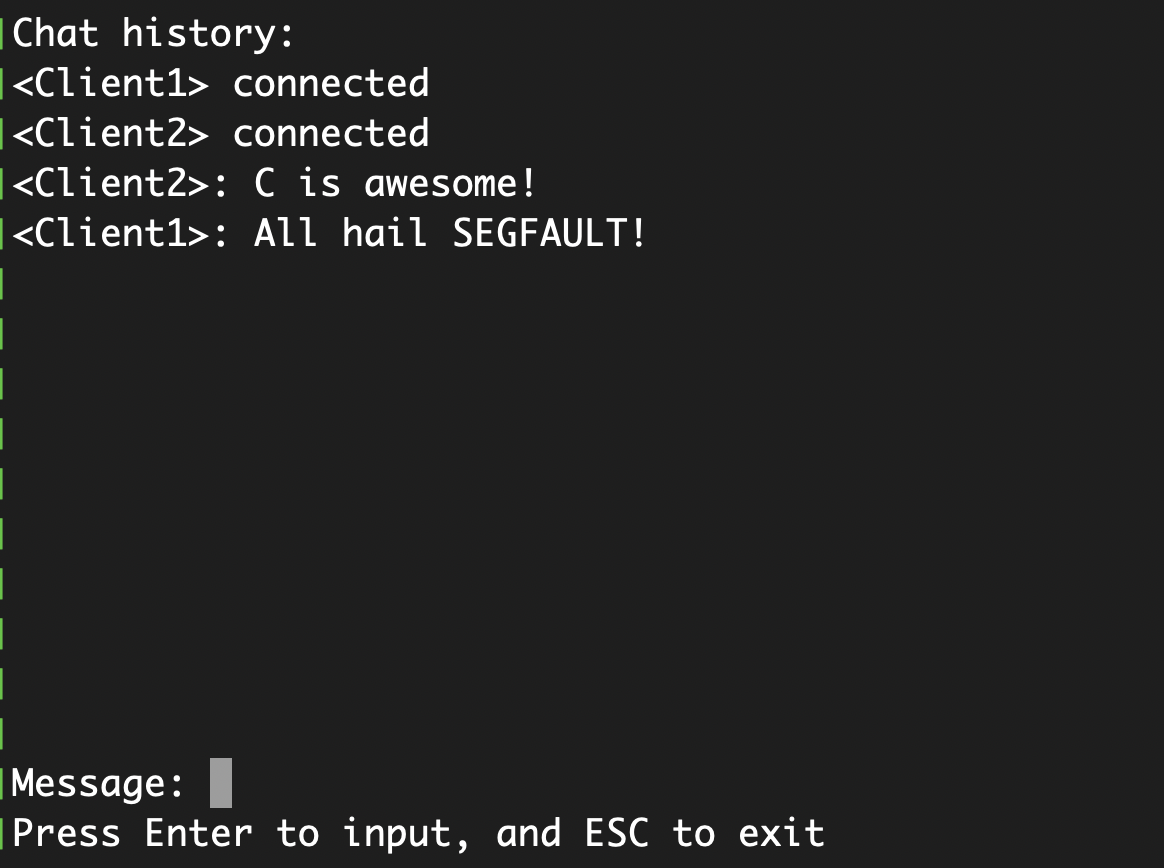 Chat history:
<Client1> connected
<Client2> connected
<Client2>: C is awesome!
<Client1>: All hail SEGFAULT!
Message:
Press Enter to input, and ESC to exit